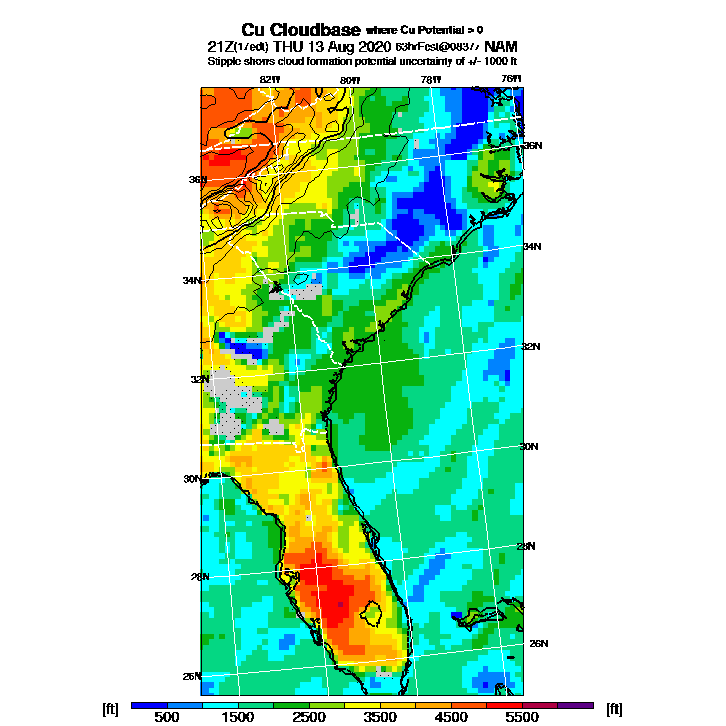 Cu Cloudbase where Cu Potential > 0
21Z(17edt) THU 13 Aug 2020 NAM
Stipple shows cloud formation potential uncertainty of +/- 1000 ft
82W 80W 78W 76W
36N
36N
34N
34N
32N
32N
30N
30N
28N
28N
26N
26N
[ft] 500 1500 2500 3500 4500 5500 [ft]